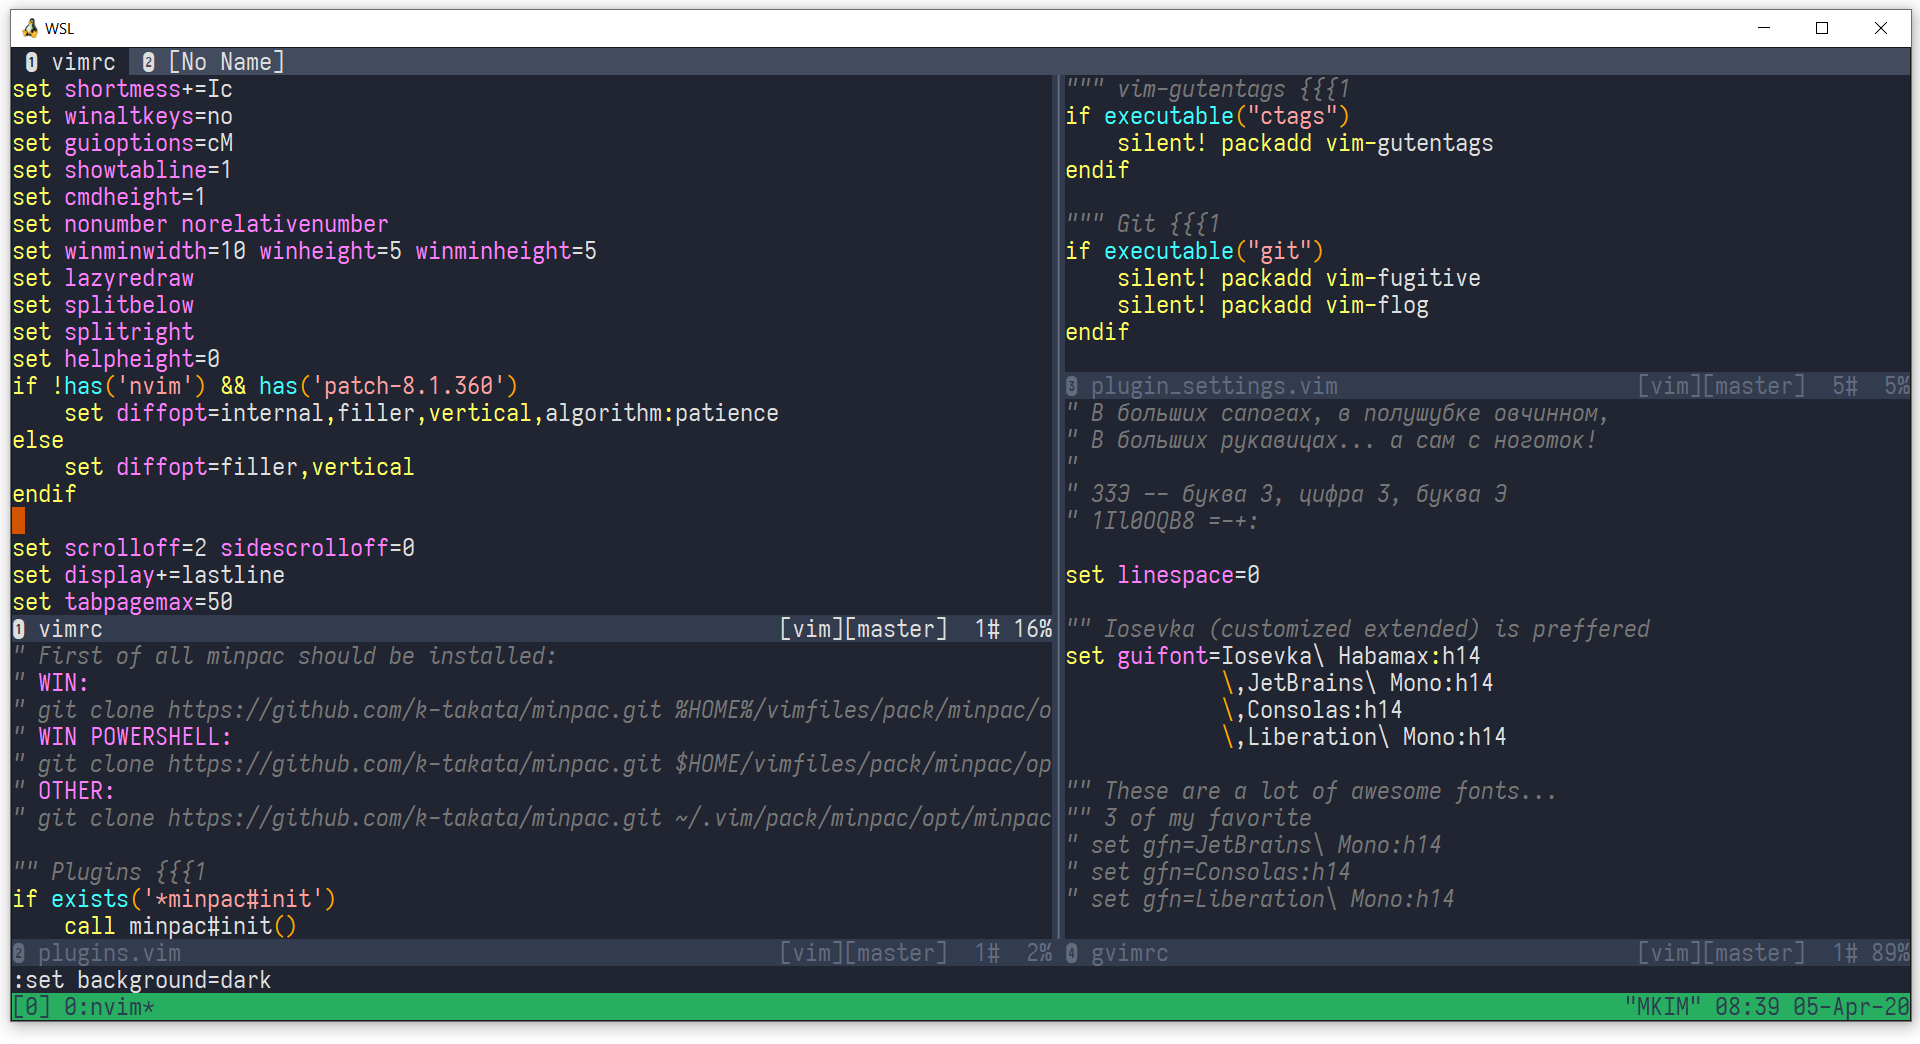 WSL
1 vimrc 2 [No Name]
set shortmess+=Ic
set winaltkeys=no
set guioptions=cM
set showtabline=1
set cmdheight=1
set nonumber norelativenumber
set winminwidth=10 winheight=5 winminheight=5
set lazyredraw
set splitbelow
set splitright
set helpheight=0
if !has('nvim') && has('patch-8.1.360')
    set diffopt=internal,filler,vertical,algorithm:patience
else
    set diffopt=filler,vertical
endif
set scrolloff=2 sidescrolloff=0
set display+=lastline
set tabpagemax=50
1 vimrc [vim][master] 1# 16%
" First of all minpac should be installed:
" WIN:
" git clone https://github.com/k-takata/minpac.git %HOME%/vimfiles/pack/minpac/o
" WIN POWERSHELL:
" git clone https://github.com/k-takata/minpac.git $HOME/vimfiles/pack/minpac/op
" OTHER:
" git clone https://github.com/k-takata/minpac.git ~/.vim/pack/minpac/opt/minpac
"" Plugins {{{1
if exists('*minpac#init')
    call minpac#init()
2 plugins.vim [vim][master] 1# 2%
""" vim-gutentags {{{1
if executable("ctags")
    silent! packadd vim-gutentags
endif
""" Git {{{1
if executable("git")
    silent! packadd vim-fugitive
    silent! packadd vim-flog
endif
3 plugin_settings.vim [vim][master] 5# 5%
" В больших сапогах, в полушубке овчинном,
" В больших рукавицах... а сам с ноготок!
"
" З3Э -- буква З, цифра 3, буква Э
" 1Il0OQB8 =-+:
set linespace=0
"" Iosevka (customized extended) is preffered
set guifont=Iosevka\ Habamax:h14
            \,JetBrains\ Mono:h14
            \,Consolas:h14
            \,Liberation\ Mono:h14
"" These are a lot of awesome fonts...
"" 3 of my favorite
" set gfn=JetBrains\ Mono:h14
" set gfn=Consolas:h14
" set gfn=Liberation\ Mono:h14
4 gvimrc [vim][master] 1# 89%
:set background=dark
[0] 0:nvim* "MKIM" 08:39 05-Apr-20